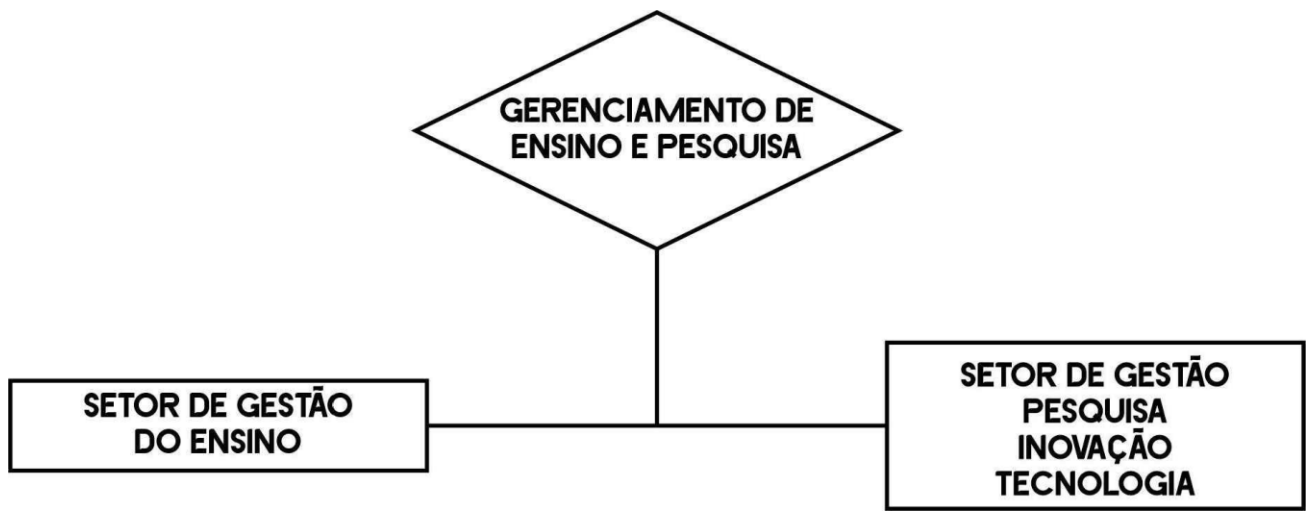 GERENCIAMENTO DE
ENSINO E PESQUISA
SETOR DE GESTÃO
DO ENSINO
SETOR DE GESTÃO
PESQUISA
INOVAÇÃO
TECNOLOGIA